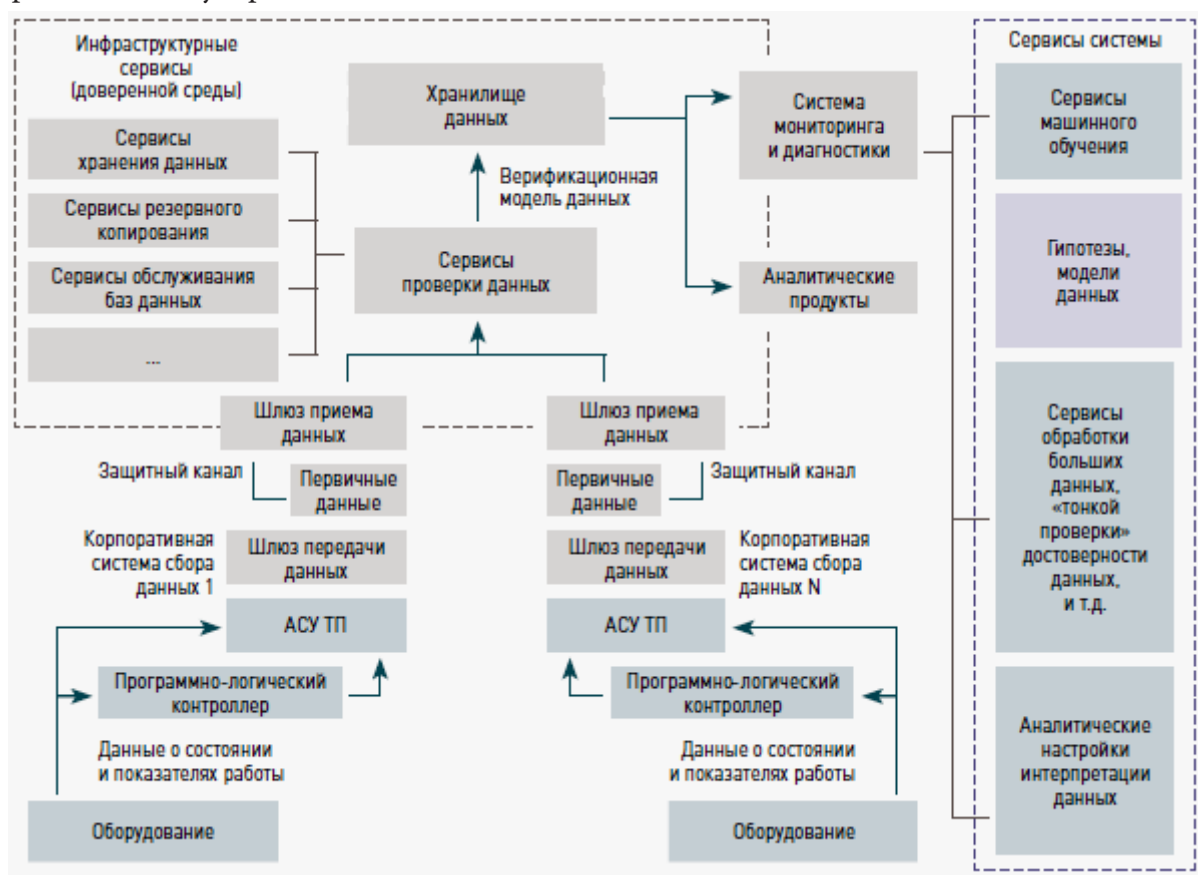 Инфраструктурные
сервисы
(доверенной среды)
Сервисы
хранения данных
Сервисы резервного
копирования
Сервисы обслуживания
баз данных
...
Хранилище
данных
Верификационная
модель данных
Сервисы
проверки данных
Система
мониторинга
и диагностики
Аналитические
продукты
Шлюз приема
данных
Шлюз приема
данных
Защитный канал
Первичные
данные
Первичные
данные
Защитный канал
Корпоративная
система сбора
данных 1
Шлюз передачи
данных
Шлюз передачи
данных
Корпоративная
система сбора
данных N
АСУ ТП
АСУ ТП
Программно-логический
контроллер
Программно-логический
контроллер
Данные о состоянии
и показателях работы
Данные о состоянии
и показателях работы
Оборудование
Оборудование
Сервисы системы
Сервисы
машинного
обучения
Гипотезы,
модели
данных
Сервисы
обработки
больших
данных,
«тонкой
проверки»
достоверности
данных,
и т.д.
Аналитические
настройки
интерпретации
данных